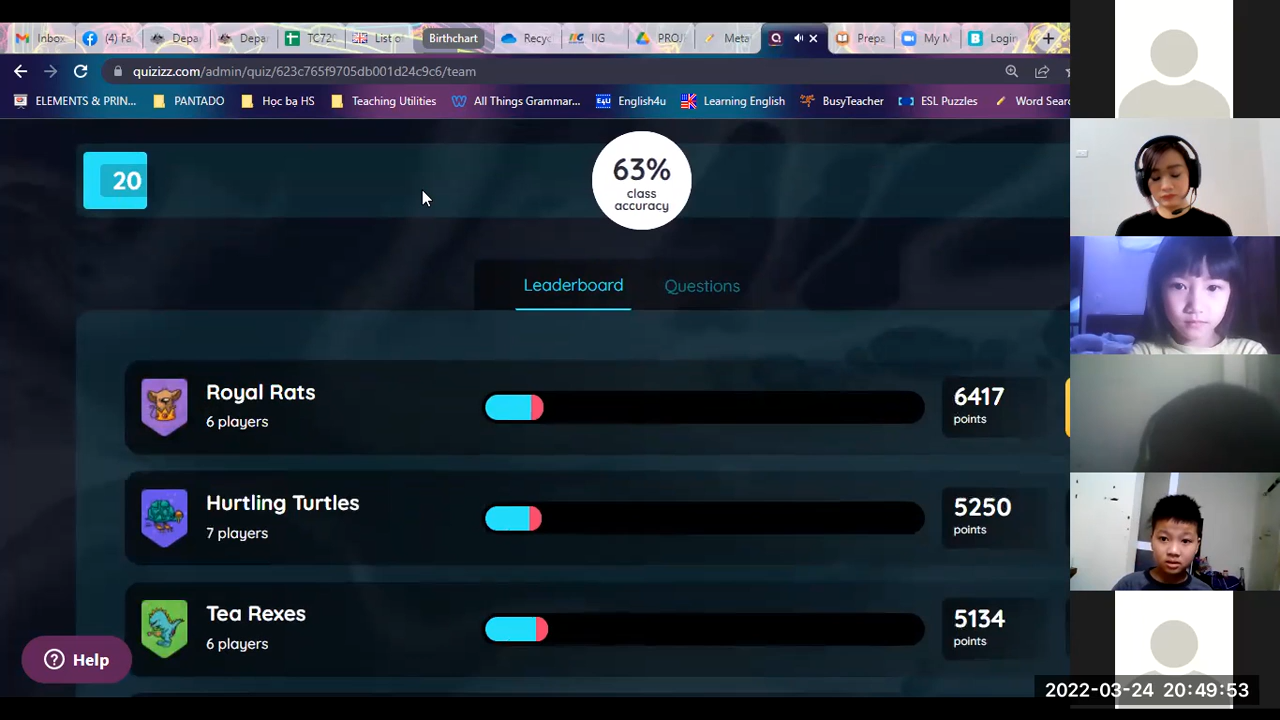 Inbox (4) Fa Depa Depa TC72 List o Birthchart Recyc IIG PROJ Meta Prepa My M Login
quizizz.com/admin/quiz/623c765f9705db001d24c9c6/team
ELEMENTS & PRIN... PANTADO Học bạ HS Teaching Utilities All Things Grammar... E4U English4u Learning English BusyTeacher ESL Puzzles Word Sear
20
63%
class
accuracy
Leaderboard Questions
Royal Rats
6 players
6417
points
Hurtling Turtles
7 players
5250
points
Tea Rexes
6 players
5134
points
Help
2022-03-24 20:49:53